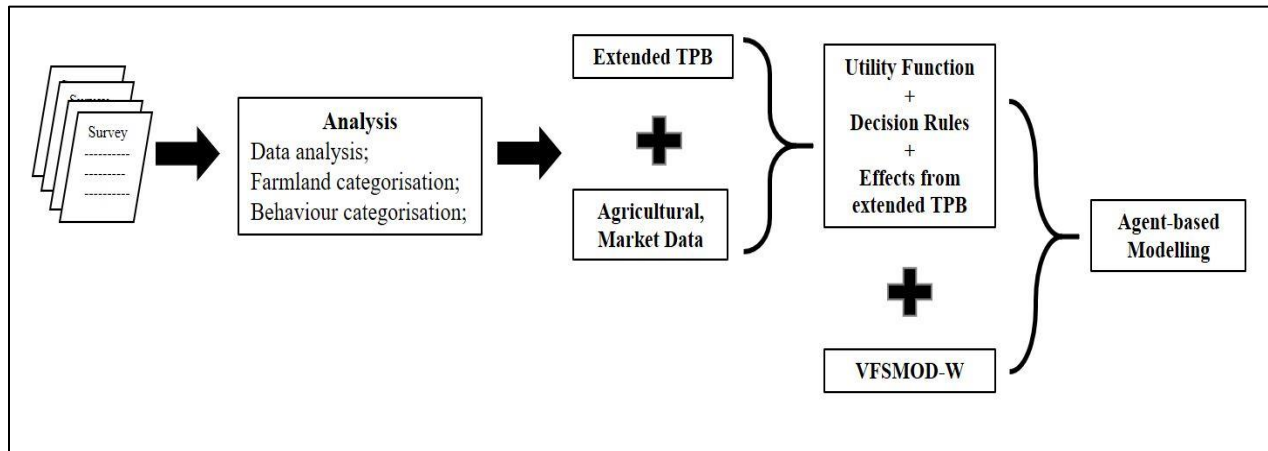 Survey
Survey
----------
----------
----------
Analysis
Data analysis;
Farmland categorisation;
Behaviour categorisation;
Extended TPB
Agricultural,
Market Data
Utility Function
+
Decision Rules
+
Effects from
extended TPB
VFSMOD-W
Agent-based
Modelling